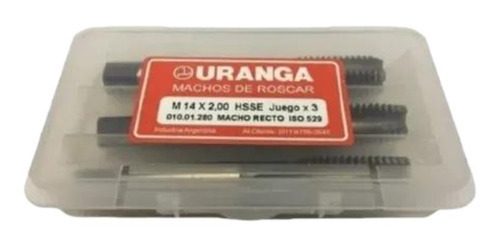 URANGA
MACHOS DE ROSCAR
M 14 X 2,00 HSSE Juego x 3
010.01.280 MACHO RECTO ISO 529
Industria Argentina